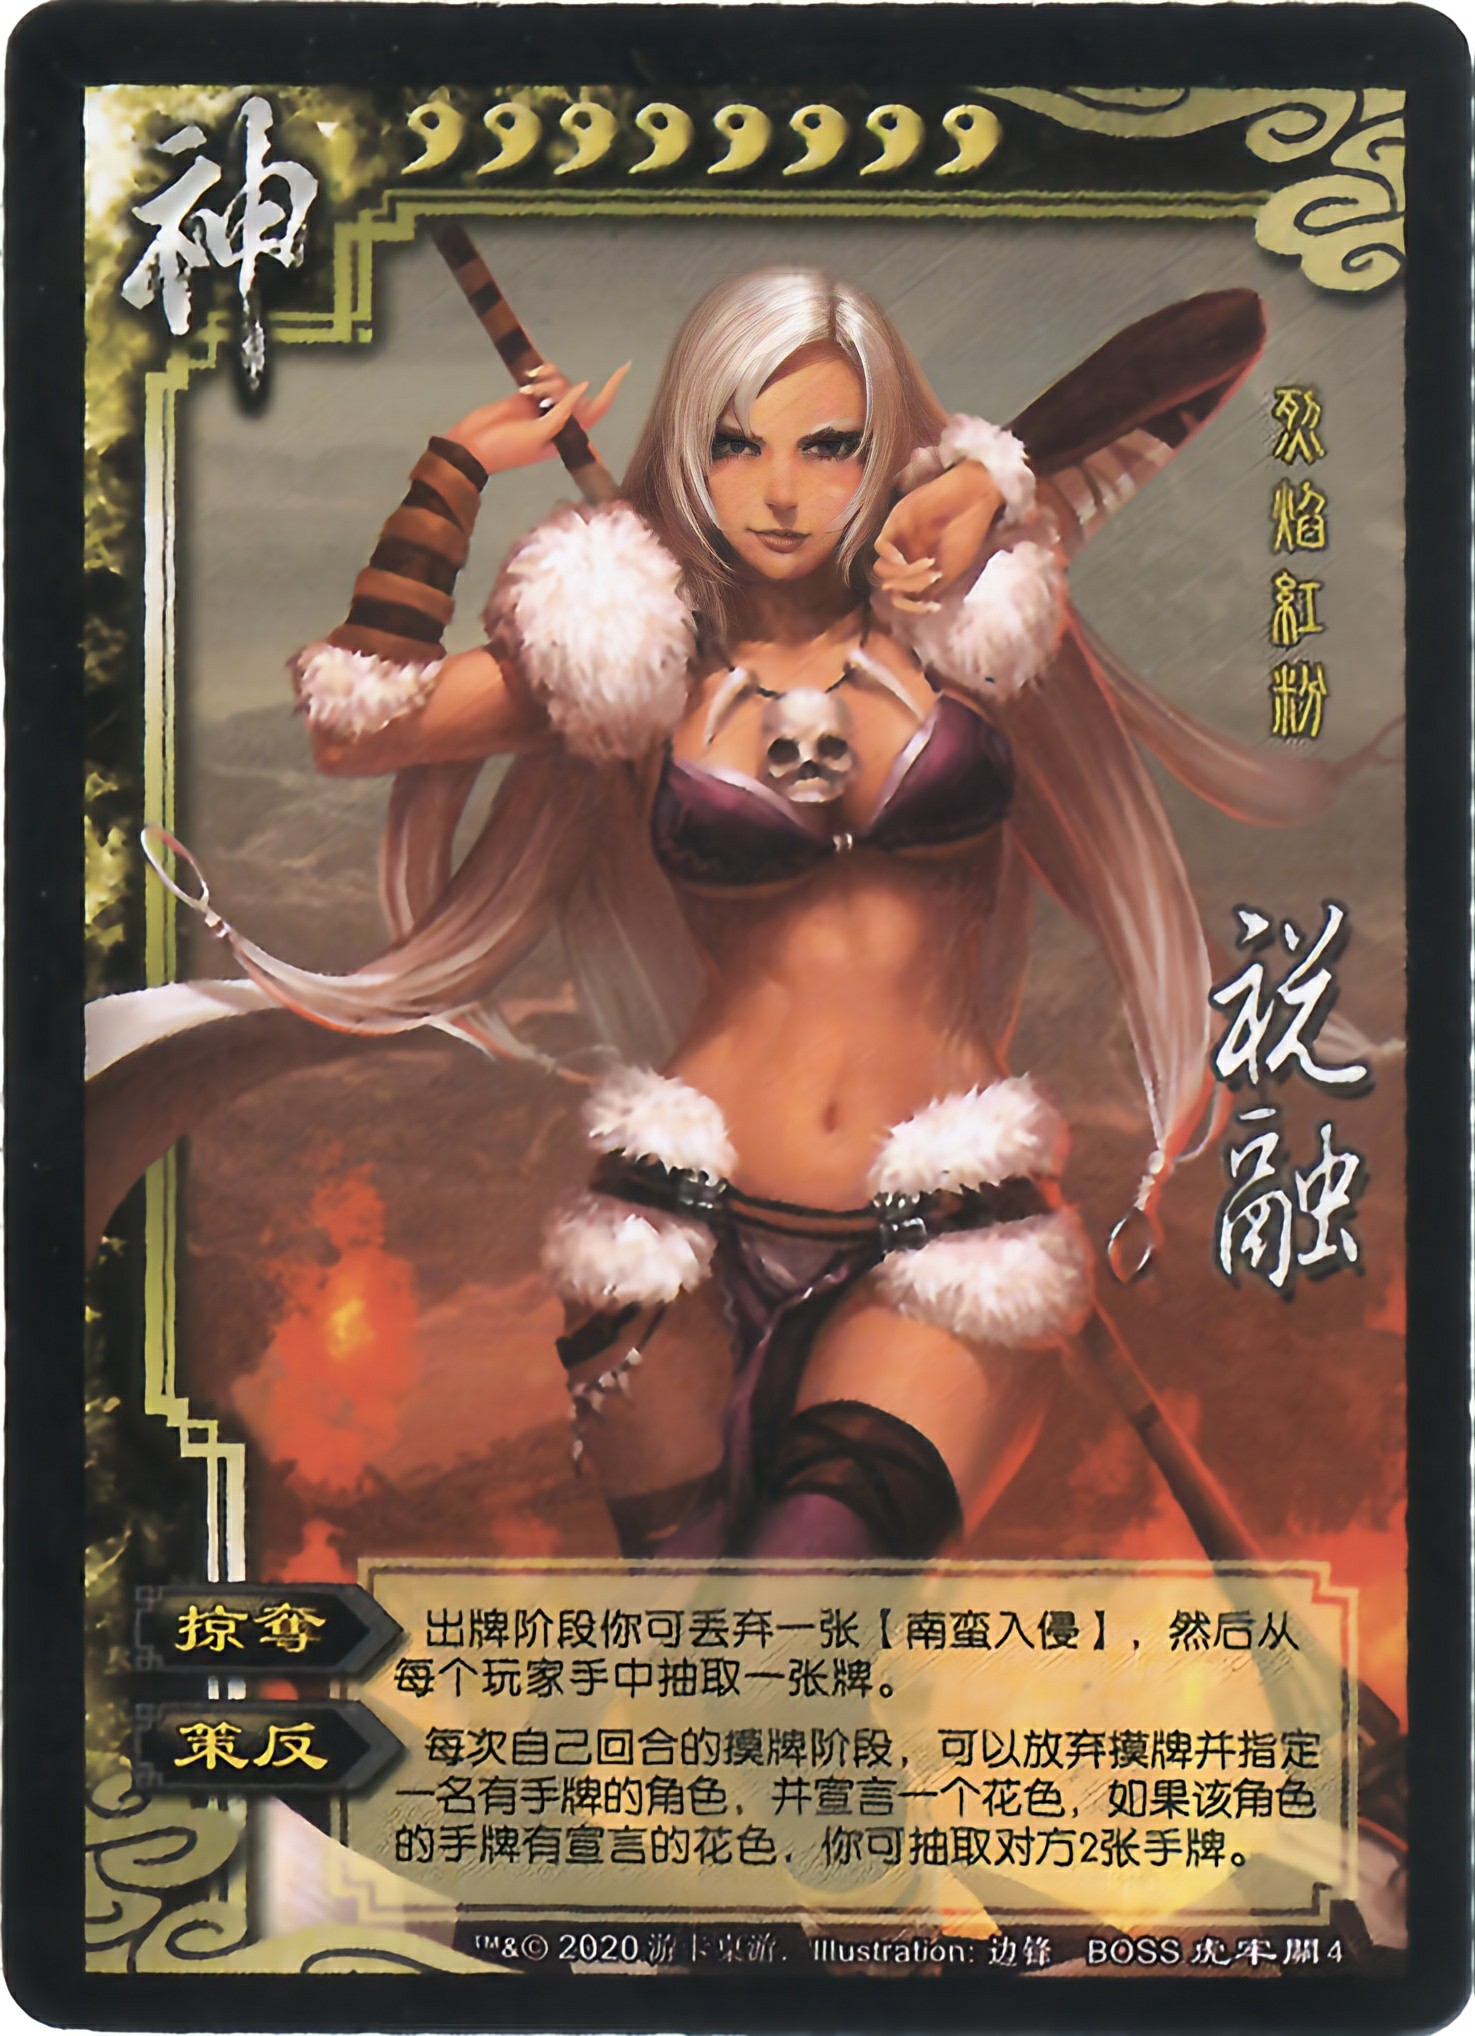 神
烈焰紅粉
祝融
掠夺
出牌阶段你可丢弃一张【南蛮入侵】，然后从
每个玩家手中抽取一张牌。
策反
每次自己回合的摸牌阶段，可以放弃摸牌并指定
一名有手牌的角色，并宣言一个花色，如果该角色
的手牌有宣言的花色，你可抽取对方2张手牌。
™&© 2020 游卡桌游. Illustration: 边锋 BOSS 虎牢關 4